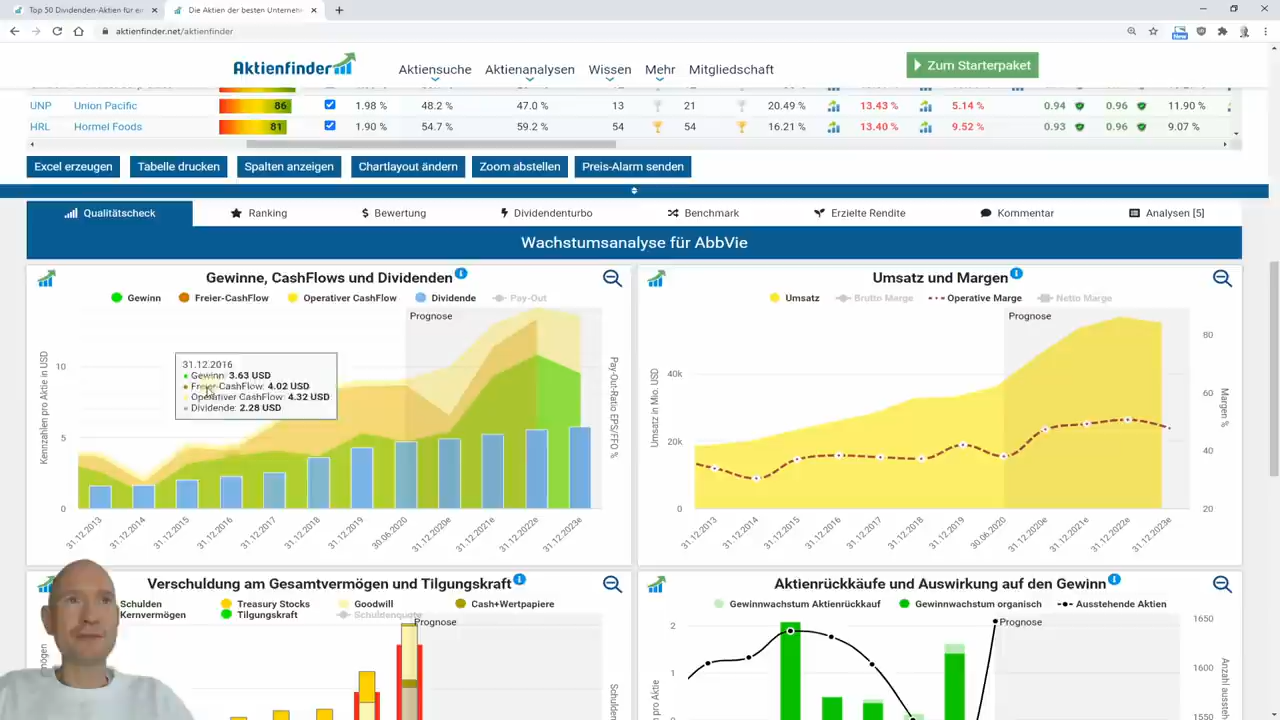 Top 50 Dividenden-Aktien für ex
Die Aktien der besten Unterneh
aktienfinder.net/aktienfinder
New
Aktienfinder
Aktiensuche Aktienanalysen Wissen Mehr Mitgliedschaft
Zum Starterpaket
UNP Union Pacific 86 1.98 % 48.2 % 47.0 % 13 21 20.49 % 13.43 % 5.14 % 0.94 0.96 11.90 %
HRL Hormel Foods 81 1.90 % 54.7 % 59.2 % 54 54 16.21 % 13.40 % 9.52 % 0.93 0.96 9.07 %
Excel erzeugen Tabelle drucken Spalten anzeigen Chartlayout ändern Zoom abstellen Preis-Alarm senden
Qualitätscheck Ranking Bewertung Dividendenturbo Benchmark Erzielte Rendite Kommentar Analysen [5]
Wachstumsanalyse für AbbVie
Gewinne, CashFlows und Dividenden
Gewinn Freier-CashFlow Operativer CashFlow Dividende Pay-Out
Prognose
Kennzahlen pro Aktie in USD
10
5
0
31.12.2016
Gewinn: 3.63 USD
Freier-CashFlow: 4.02 USD
Operativer CashFlow: 4.32 USD
Dividende: 2.28 USD
Pay-Out-Ratio EPS/FFO %
31.12.2013 31.12.2014 31.12.2015 31.12.2016 31.12.2017 31.12.2018 31.12.2019 30.06.2020 31.12.2020e 31.12.2021e 31.12.2022e 31.12.2023e
Umsatz und Margen
Umsatz Brutto Marge Operative Marge Netto Marge
Prognose
Umsatz in Mio. USD
40k
20k
0
80
60
40
20
Margen %
31.12.2013 31.12.2014 31.12.2015 31.12.2016 31.12.2017 31.12.2018 31.12.2019 30.06.2020 31.12.2020e 31.12.2021e 31.12.2022e 31.12.2023e
Verschuldung am Gesamtvermögen und Tilgungskraft
Schulden Treasury Stocks Goodwill Cash+Wertpapiere
Kernvermögen Tilgungskraft Schuldenquote
Prognose
Aktienrückkäufe und Auswirkung auf den Gewinn
Gewinnwachstum Aktienrückkauf Gewinnwachstum organisch Ausstehende Aktien
Prognose
2
1
1650
1600
1550